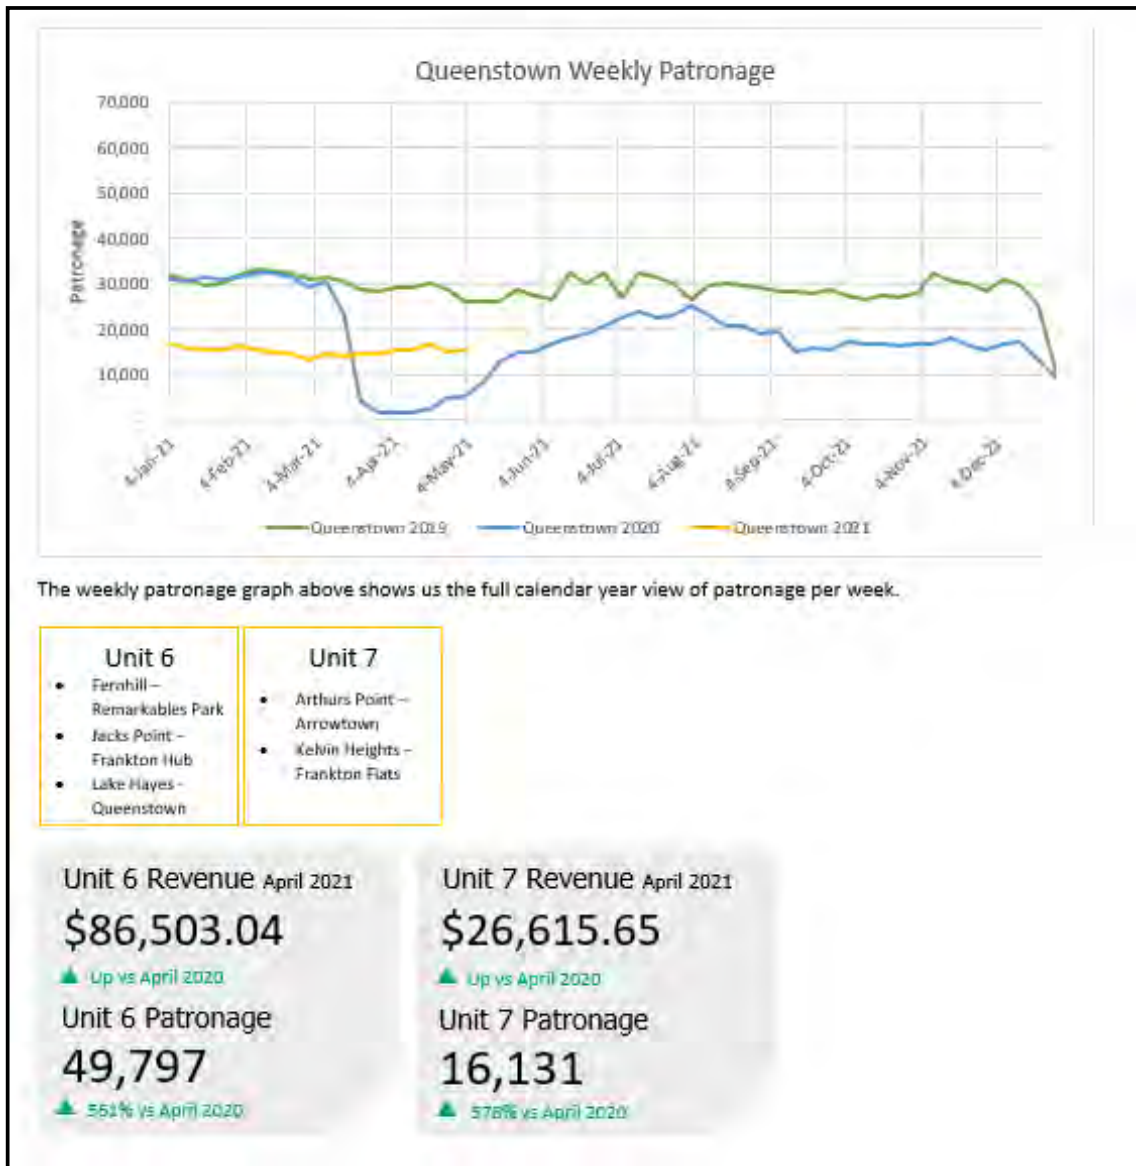 Queenstown Weekly Patronage
70,000
60,000
50,000
40,000
30,000
20,000
10,000
-
Patronage
4-Jan-21
4-Feb-21
4-Mar-21
4-Apr-21
4-May-21
4-Jun-21
4-Jul-21
4-Aug-21
4-Sep-21
4-Oct-21
4-Nov-21
4-Dec-21
Queenstown 2019
Queenstown 2020
Queenstown 2021
The weekly patronage graph above shows us the full calendar year view of patronage per week.
Unit 6
• Fernhill –
Remarkables Park
• Jacks Point –
Frankton Hub
• Lake Hayes -
Queenstown
Unit 7
• Arthurs Point –
Arrowtown
• Kelvin Heights –
Frankton Flats
Unit 6 Revenue April 2021
$86,503.04
Up vs April 2020
Unit 6 Patronage
49,797
561% vs April 2020
Unit 7 Revenue April 2021
$26,615.65
Up vs April 2020
Unit 7 Patronage
16,131
578% vs April 2020